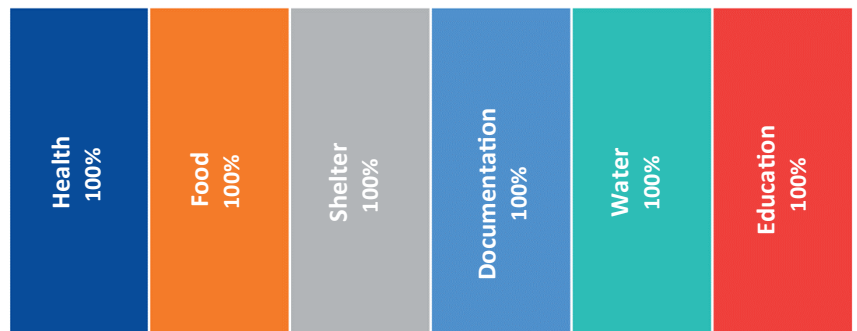 Health
100%
Food
100%
Shelter
100%
Documentation
100%
Water
100%
Education
100%